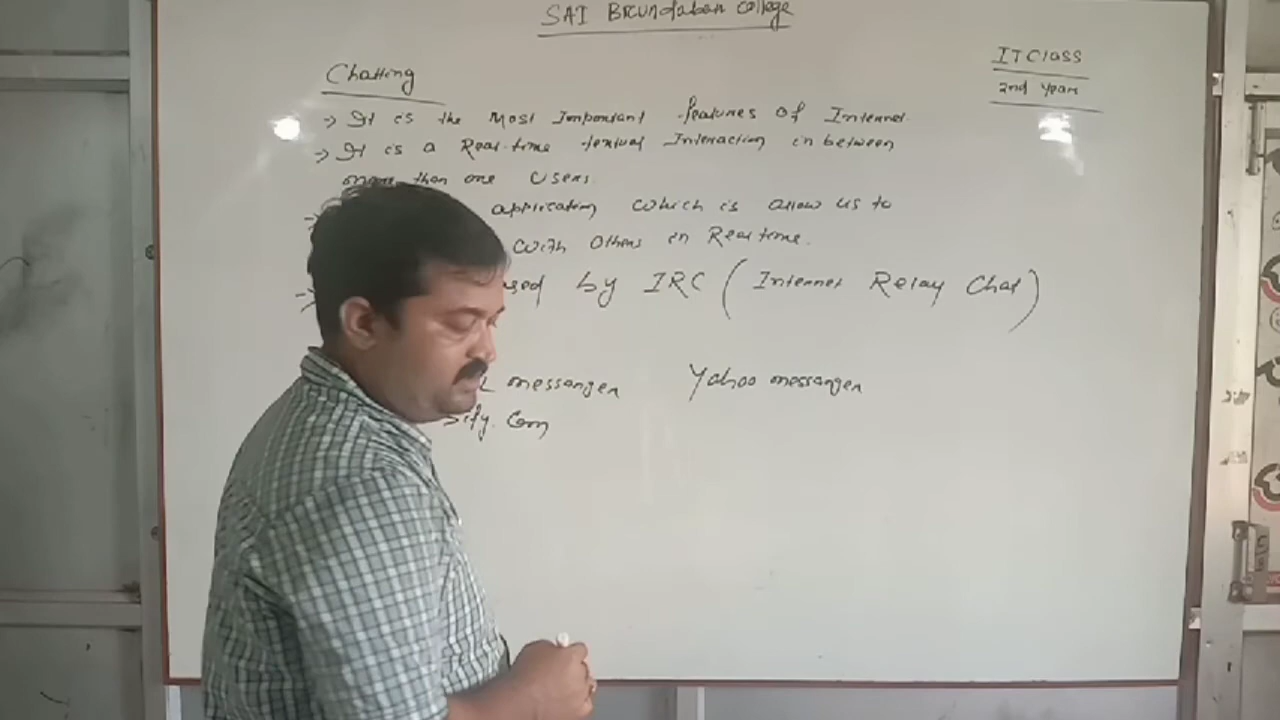 SAI Brundaban College
IT Class
2nd Year
Chatting
→ It is the Most Important features of Internet.
→ It is a Real-time textual Interaction in between
more than one Users.
application which is allow us to
with Others in Real time.
used by IRC (Internet Relay Chat)
messanger Yahoo messanger
Sify.com